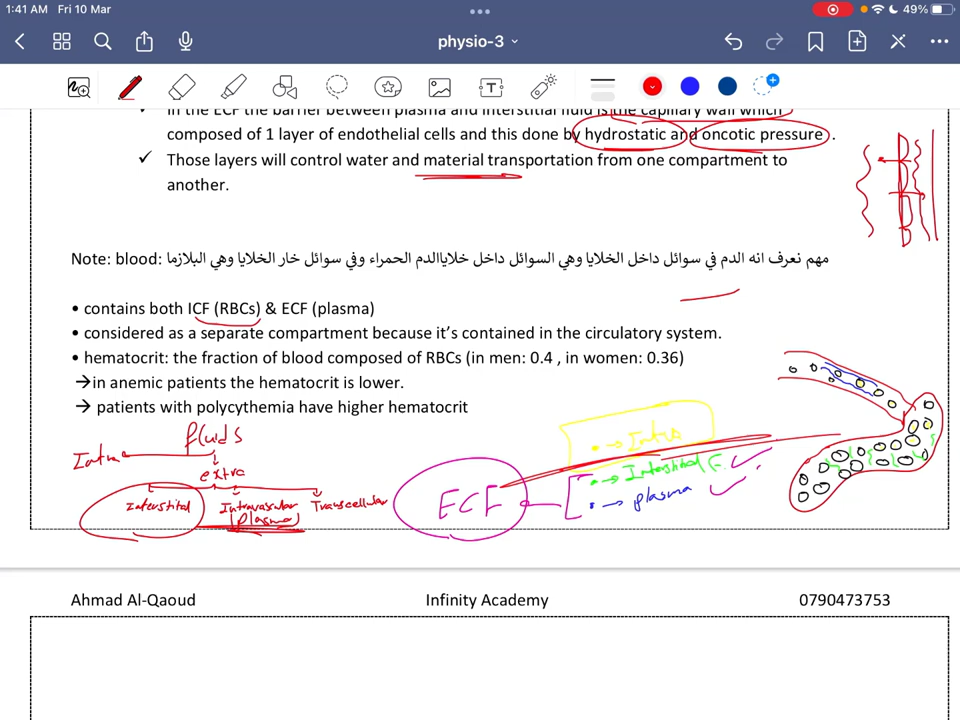 1:41 AM Fri 10 Mar
49%
physio-3
In the ECF the barrier between plasma and interstitial fluid is the capillary wall which
composed of 1 layer of endothelial cells and this done by hydrostatic and oncotic pressure .
✓ Those layers will control water and material transportation from one compartment to
another.
Note: blood: مهم نعرف انه الدم في سوائل داخل الخلايا وهي السوائل داخل خلاياالدم الحمراء وفي سوائل خار الخلايا وهي البلازما
• contains both ICF (RBCs) & ECF (plasma)
• considered as a separate compartment because it’s contained in the circulatory system.
• hematocrit: the fraction of blood composed of RBCs (in men: 0.4 , in women: 0.36)
→in anemic patients the hematocrit is lower.
→ patients with polycythemia have higher hematocrit
fluids
Intra
extra
Interstital
Intravascular
(Plasma)
Transcellular
ECF
• → Intra
• → Interstital F.
• → plasma
Ahmad Al-Qaoud Infinity Academy 0790473753